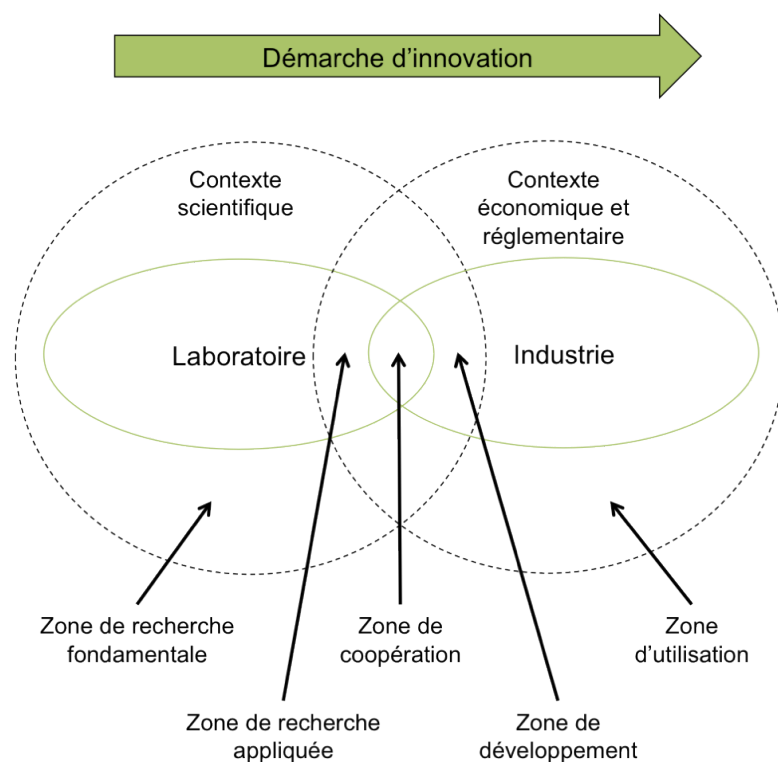 Démarche d’innovation
Contexte
scientifique
Contexte
économique et
réglementaire
Laboratoire
Industrie
Zone de recherche
fondamentale
Zone de
coopération
Zone
d’utilisation
Zone de recherche
appliquée
Zone de
développement